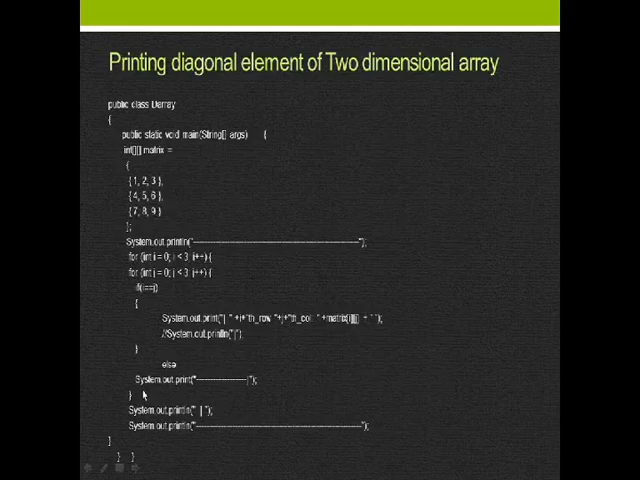 Printing diagonal element of Two dimensional array
public class Darray
{
public static void main(String[] args) {
int[][] matrix =
{
{ 1, 2, 3 },
{ 4, 5, 6 },
{ 7, 8, 9 }
};
System.out.println("------------------------------------------------------");
for (int i = 0; i < 3; i++) {
for (int j = 0; j < 3; j++) {
if(i==j)
{
System.out.print("| " +i+"th_row "+j+"th_col: " +matrix[i][j] + " ");
//System.out.println("|");
}
else
System.out.print("-----------------|");
}
System.out.println(" | ");
System.out.println("------------------------------------------------------");
}
} }